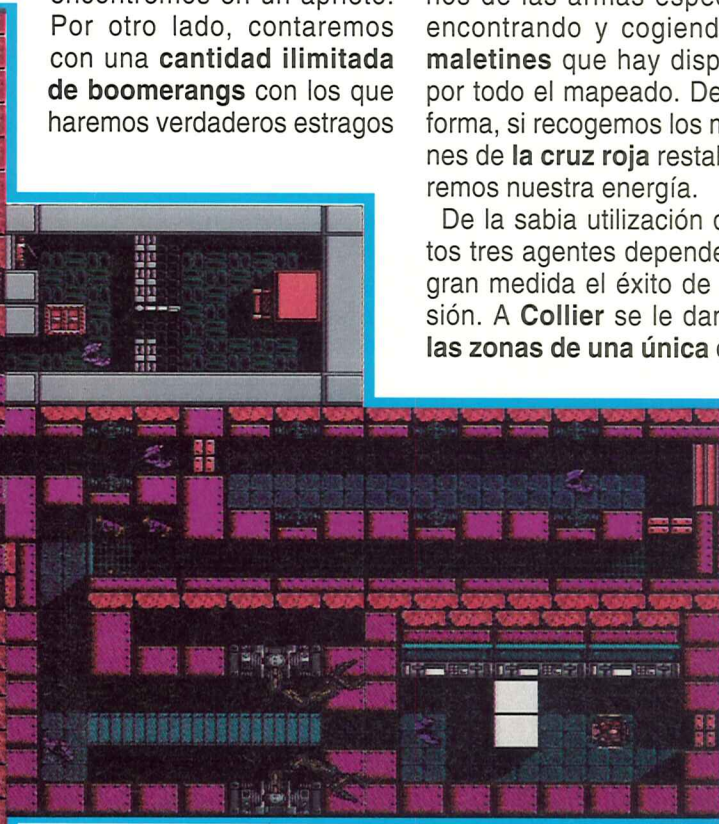 Por otro lado, contaremos
con una cantidad ilimitada
de boomerangs con los que
haremos verdaderos estragos
encontrando y cogiend
maletines que hay disp
por todo el mapeado. De
forma, si recogemos los m
nes de la cruz roja restal
remos nuestra energía.
De la sabia utilización d
tos tres agentes depende
gran medida el éxito de
sión. A Collier se le dar
las zonas de una única